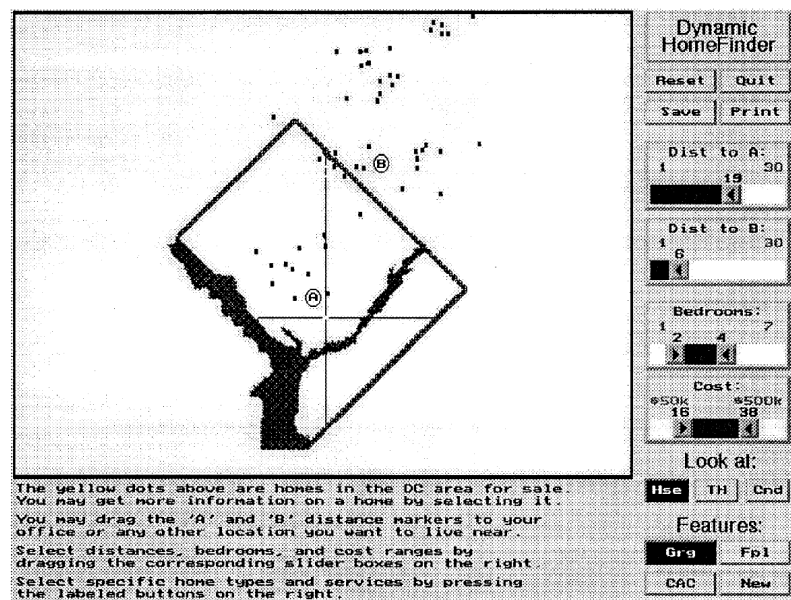 Dynamic
HomeFinder
Reset Quit
Save Print
Dist to A:
1 30
19
Dist to B:
1 30
6
Bedrooms:
1 7
2 4
Cost:
$50k $500k
16 38
Look at:
Hse TH Cnd
Features:
Grg Fpl
CAC New
B
A
The yellow dots above are homes in the DC area for sale.
You may get more information on a home by selecting it.
You may drag the 'A' and 'B' distance markers to your
office or any other location you want to live near.
Select distances, bedrooms, and cost ranges by
dragging the corresponding slider boxes on the right.
Select specific home types and services by pressing
the labeled buttons on the right.